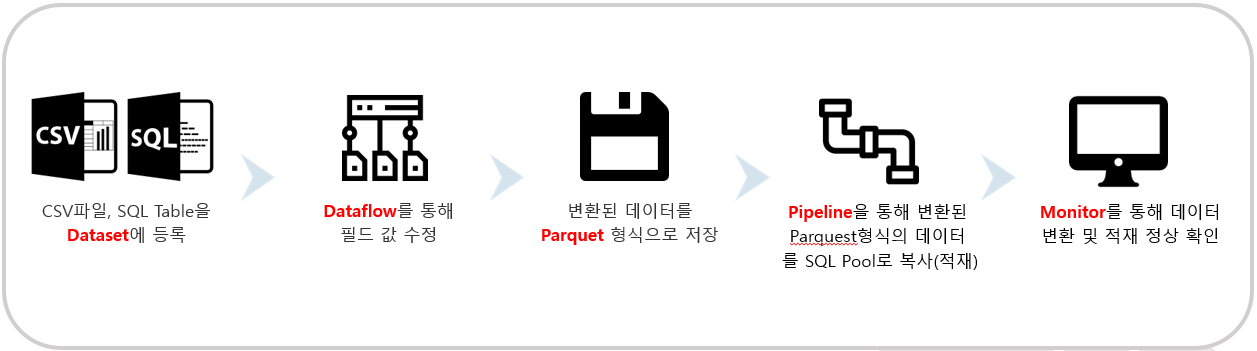 CSV
SQL
CSV파일, SQL Table을
Dataset에 등록
Dataflow를 통해
필드 값 수정
변환된 데이터를
Parquet 형식으로 저장
Pipeline을 통해 변환된
Parquest형식의 데이터
를 SQL Pool로 복사(적재)
Monitor를 통해 데이터
변환 및 적재 정상 확인